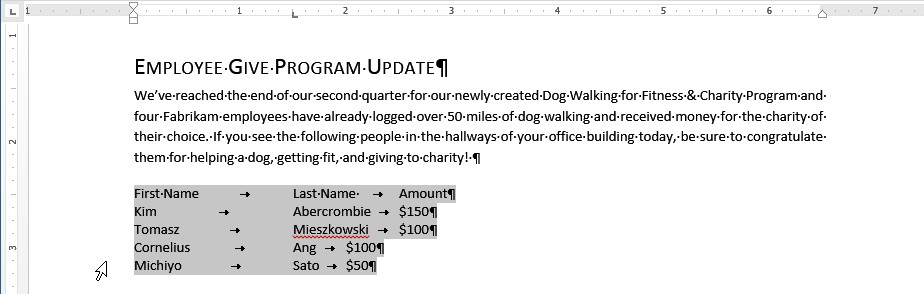 L 1 1 2 3 4 5 6 7
1
2
3
EMPLOYEE·GIVE·PROGRAM·UPDATE¶
We've·reached·the·end·of·our·second·quarter·for·our·newly·created·Dog·Walking·for·Fitness·&·Charity·Program·and·
four·Fabrikam·employees·have·already·logged·over·50·miles·of·dog·walking·and·received·money·for·the·charity·of·
their·choice.·If·you·see·the·following·people·in·the·hallways·of·your·office·building·today,·be·sure·to·congratulate·
them·for·helping·a·dog,·getting·fit,·and·giving·to·charity!·¶
First·Name → Last·Name· → Amount¶
Kim → Abercrombie → $150¶
Tomasz → Mieszkowski → $100¶
Cornelius → Ang → $100¶
Michiyo → Sato → $50¶